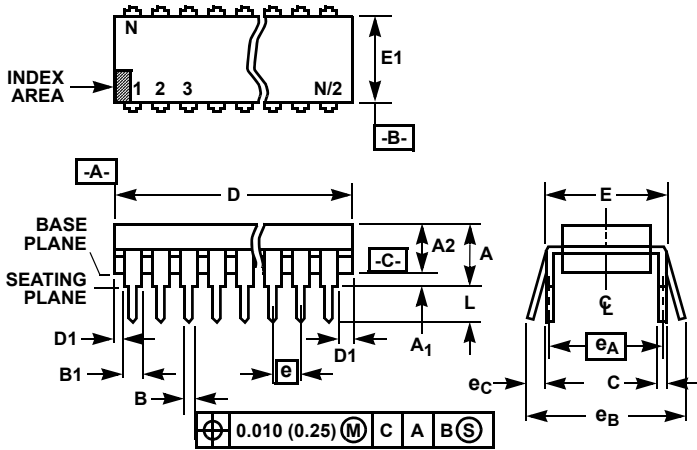 N
E1
INDEX
AREA
1 2 3 N/2
-B-
-A-
D
E
BASE
PLANE
A2 A
-C-
SEATING
PLANE
L
C̲L
D1
A1
D1
eA
B1
e
eC
C
B
eB
⌖ 0.010 (0.25) Ⓜ C A B Ⓢ